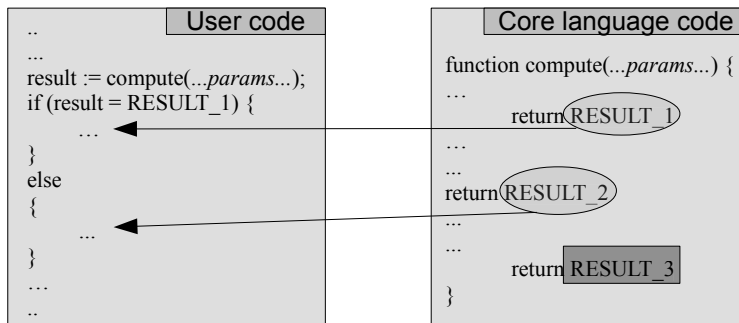 User code
..
...
result := compute(...params...);
if (result = RESULT_1) {
...
}
else
{
...
}
...
..
Core language code
function compute(...params...) {
...
return RESULT_1
...
...
return RESULT_2
...
...
return RESULT_3
}